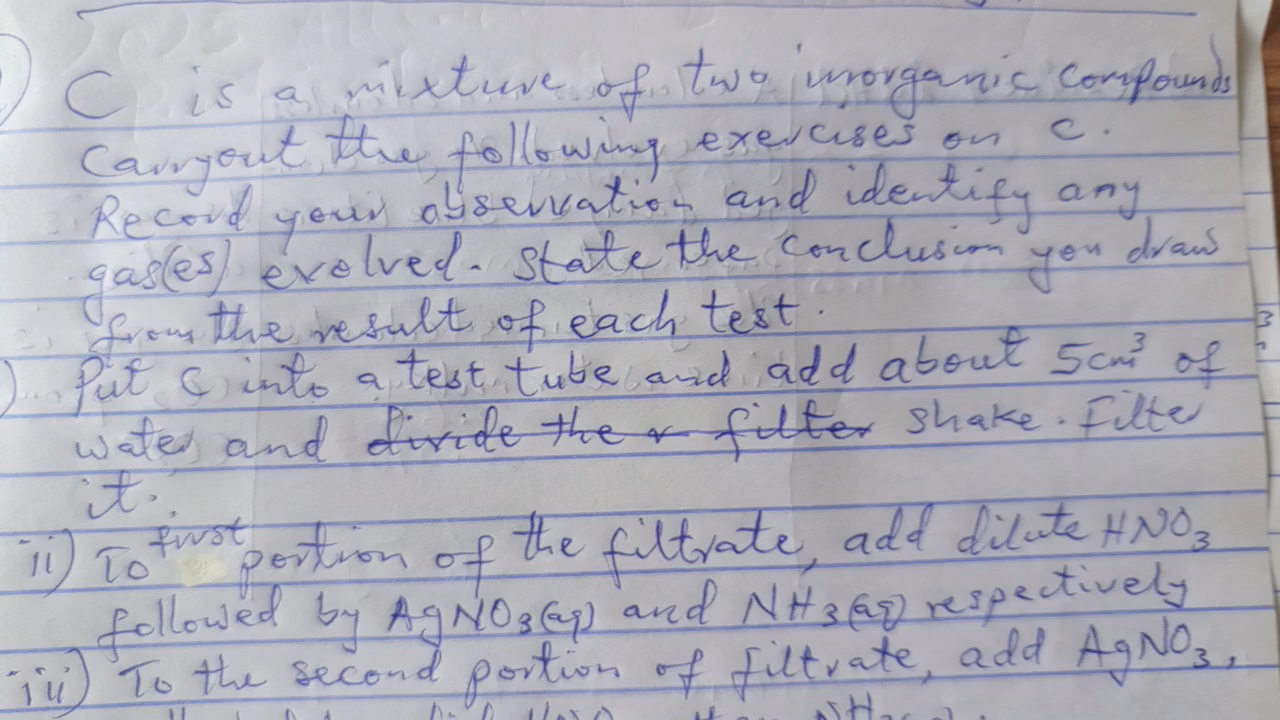 C is a mixture of two inorganic compounds
Carryout the following exercises on C.
Record your observation and identify any
gas(es) evolved. State the conclusion you draw
from the result of each test.
) Put C into a test tube and add about 5cm³ of
water and divide the r filter shake. Filter
it.
ii) To first portion of the filtrate, add dilute HNO₃
followed by AgNO₃(aq) and NH₃(aq) respectively
iii) To the second portion of filtrate, add AgNO₃,